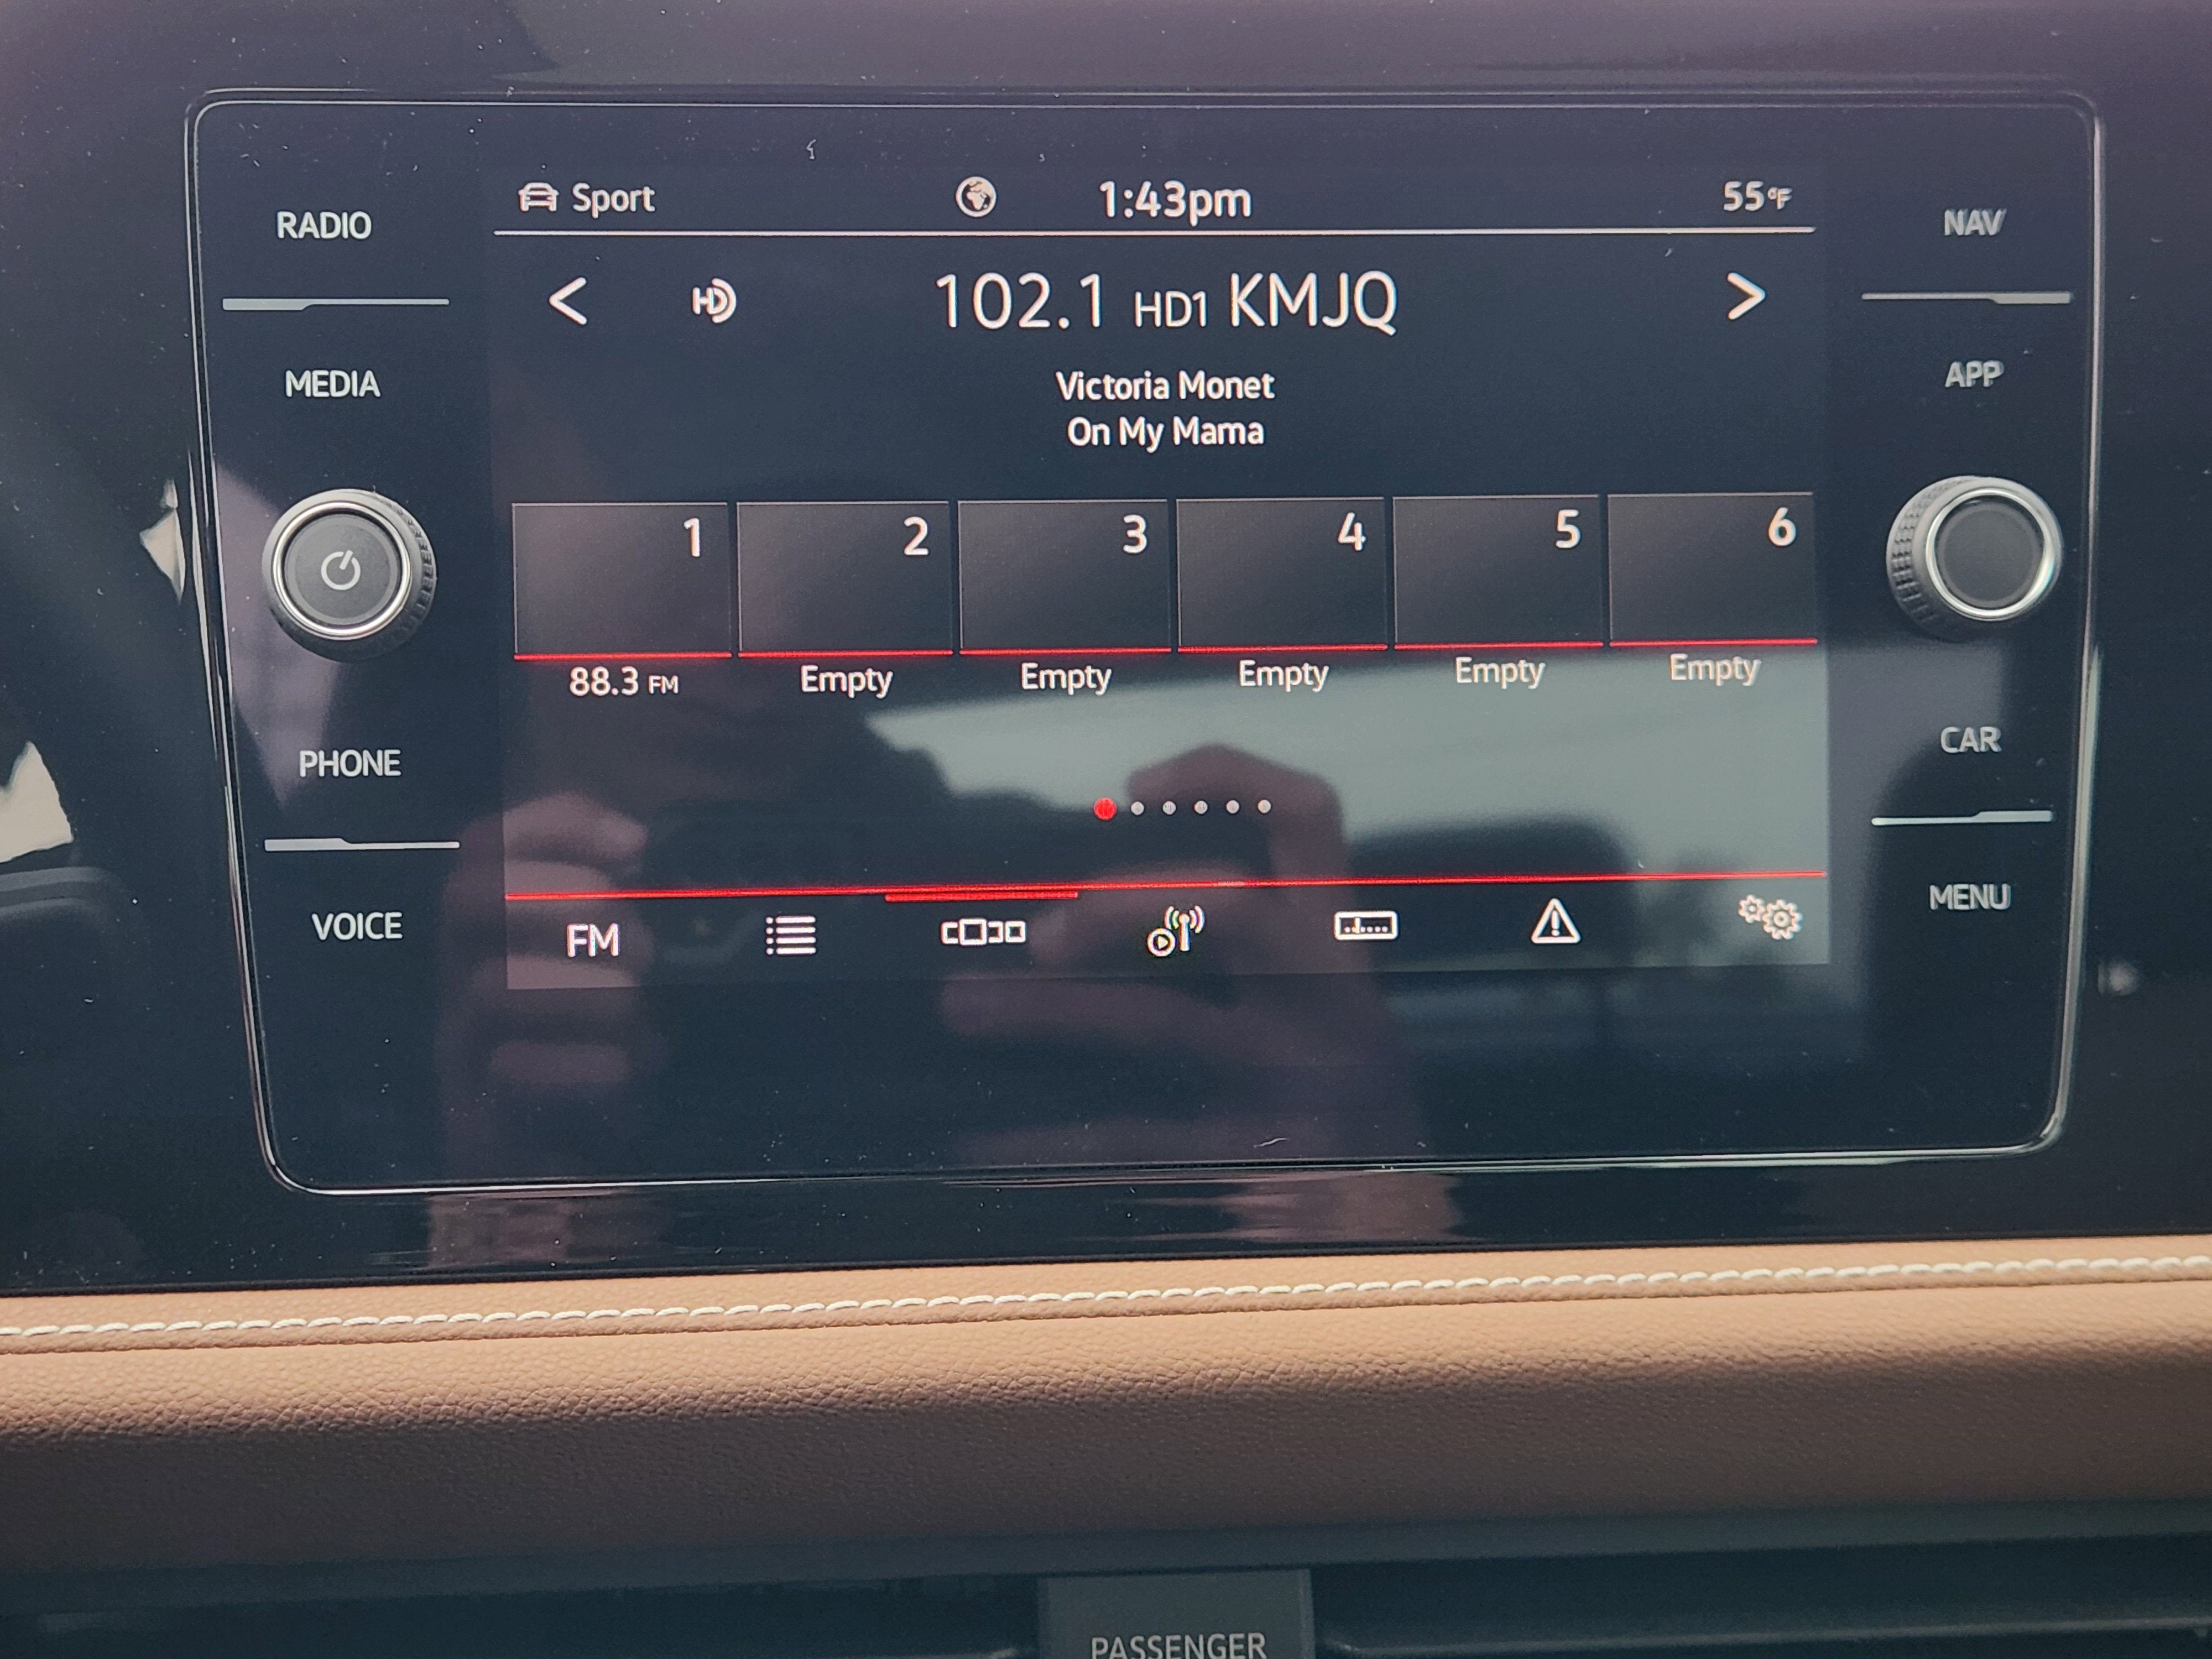 Sport 1:43pm 55°F
RADIO
NAV
102.1 HD1 KMJQ
MEDIA
Victoria Monet
On My Mama
APP
1 2 3 4 5 6
88.3 FM Empty Empty Empty Empty Empty
PHONE
CAR
VOICE
FM
MENU
PASSENGER